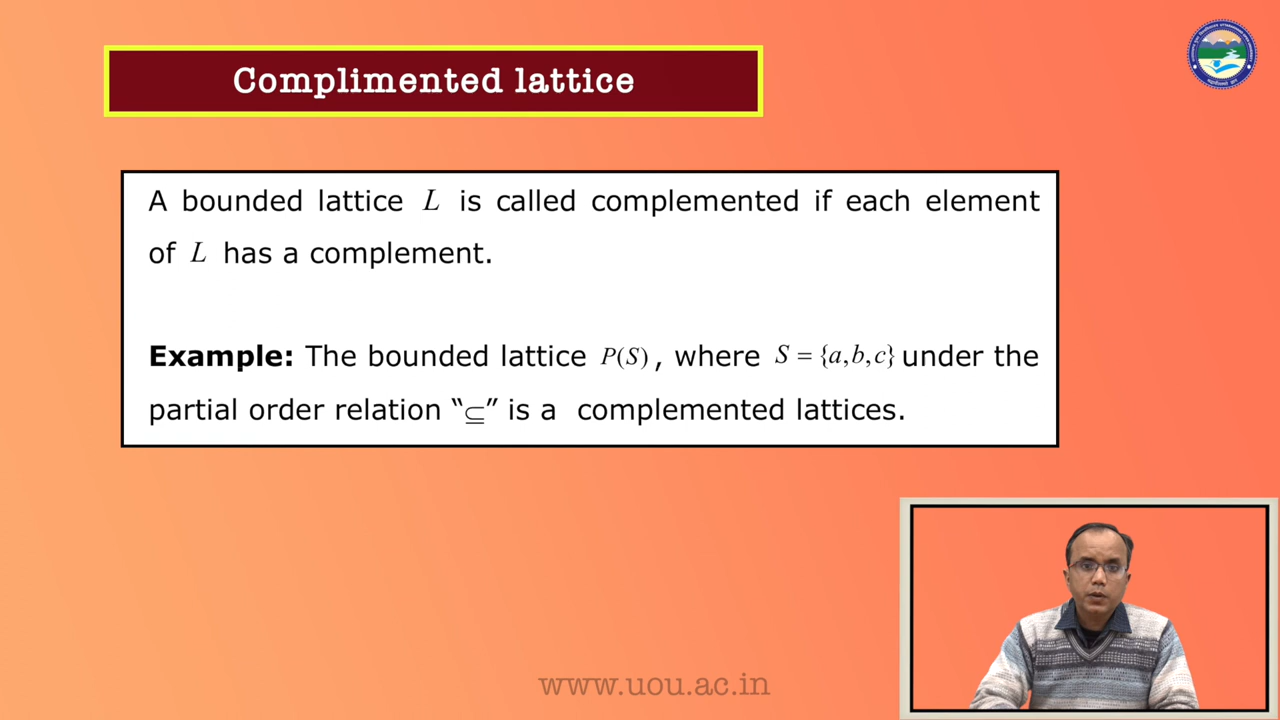 Complimented lattice
A bounded lattice L is called complemented if each element
of L has a complement.
Example: The bounded lattice P(S), where S = {a,b,c} under the
partial order relation “⊆” is a complemented lattices.
www.uou.ac.in